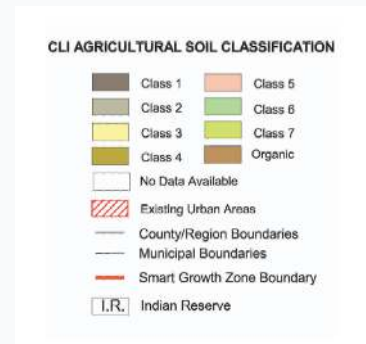 CLI AGRICULTURAL SOIL CLASSIFICATION
Class 1 Class 5
Class 2 Class 6
Class 3 Class 7
Class 4 Organic
No Data Available
Existing Urban Areas
County/Region Boundaries
Municipal Boundaries
Smart Growth Zone Boundary
I.R. Indian Reserve